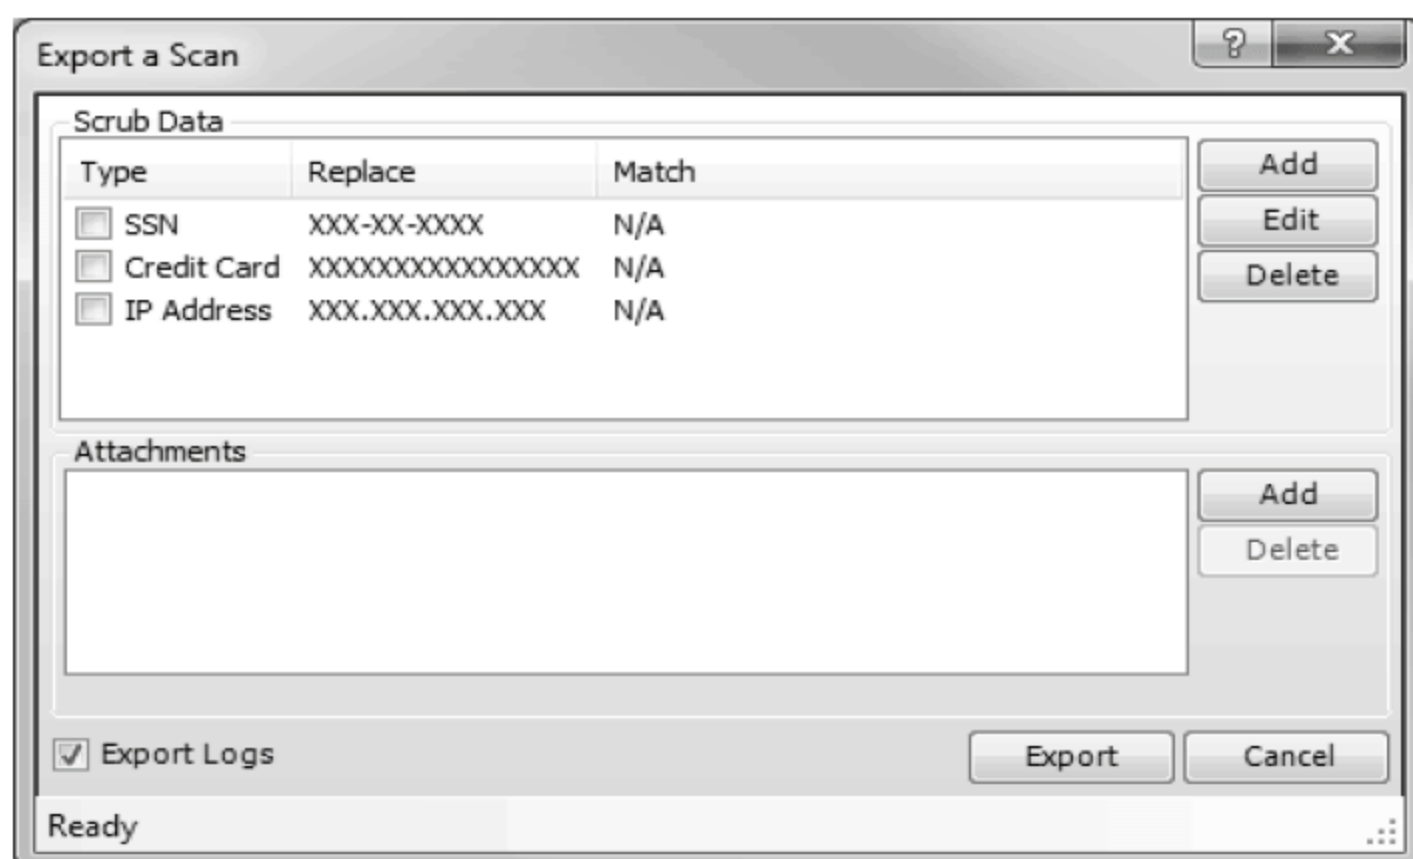 Export a Scan
Scrub Data
Type Replace Match
SSN XXX-XX-XXXX N/A
Credit Card XXXXXXXXXXXXXXXX N/A
IP Address XXX.XXX.XXX.XXX N/A
Add
Edit
Delete
Attachments
Add
Delete
Export Logs
Export
Cancel
Ready